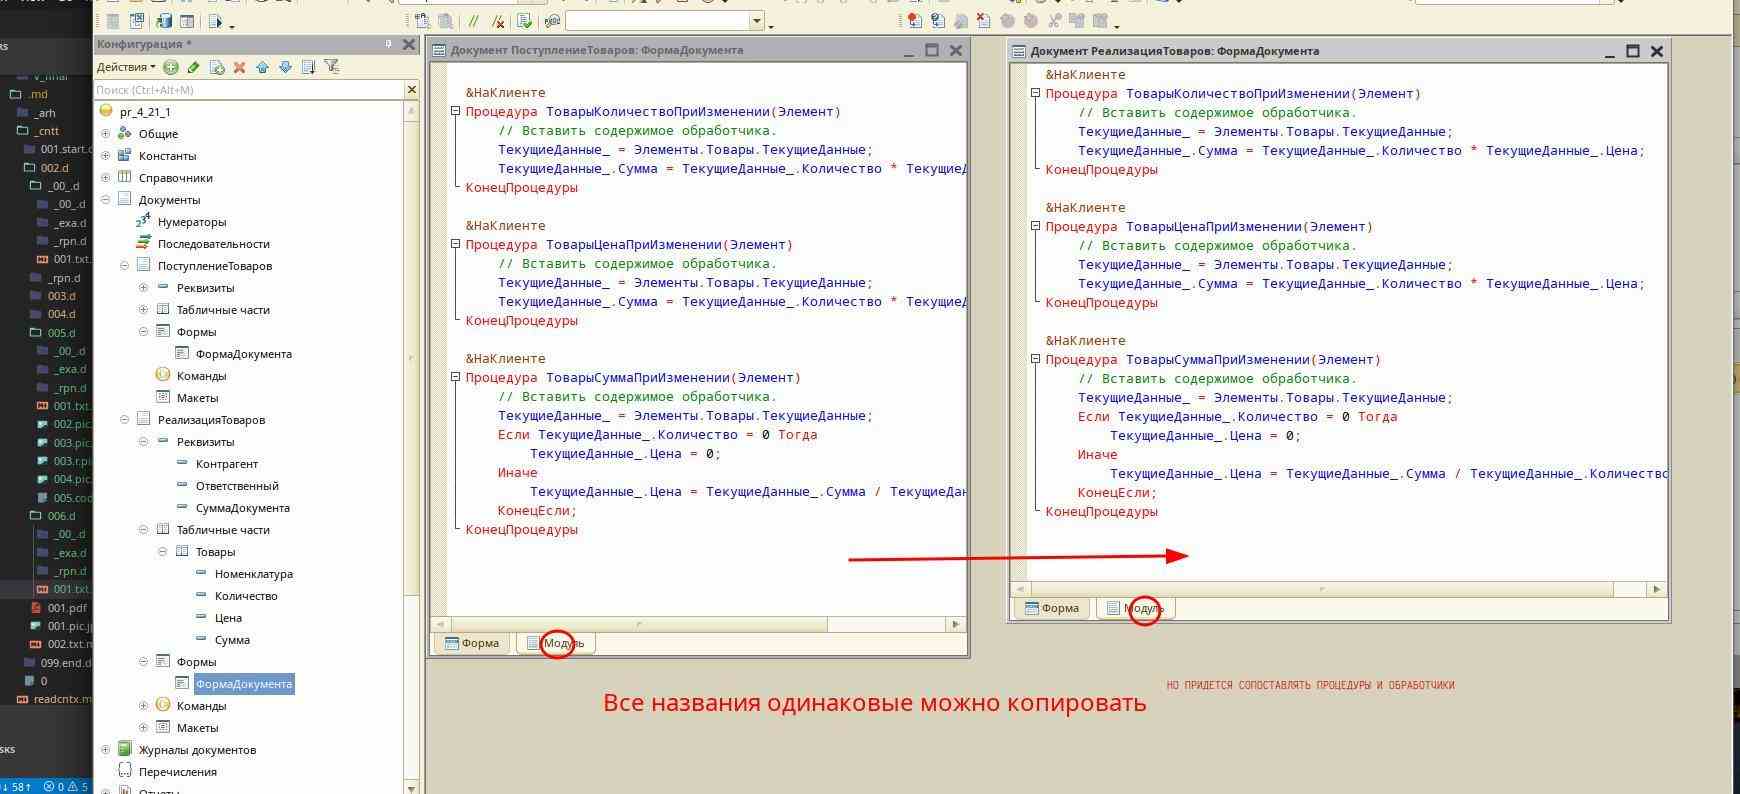 Конфигурация *
Действия
Поиск (Ctrl+Alt+M)
pr_4_21_1
Общие
Константы
Справочники
Документы
Нумераторы
Последовательности
ПоступлениеТоваров
Реквизиты
Табличные части
Формы
ФормаДокумента
Команды
Макеты
РеализацияТоваров
Реквизиты
Контрагент
Ответственный
СуммаДокумента
Табличные части
Товары
Номенклатура
Количество
Цена
Сумма
Формы
ФормаДокумента
Команды
Макеты
Журналы документов
Перечисления
Отчеты
.md
_arh
_cntt
001.start.
002.d
_00_.d
_00_.d
_exa.d
_rpn.d
001.txt.
_rpn.d
003.d
004.d
005.d
_00_.d
_exa.d
_rpn.d
001.txt.
002.pic.
003.pic.
003.r.pi
004.pic.
005.cod
006.d
_00_.d
_exa.d
_rpn.d
001.txt.
001.pdf
001.pic.j
002.txt.m
099.end.d
0
readcntx.m
58↑ 0 5
Документ ПоступлениеТоваров: ФормаДокумента
&НаКлиенте
Процедура ТоварыКоличествоПриИзменении(Элемент)
// Вставить содержимое обработчика.
ТекущиеДанные_ = Элементы.Товары.ТекущиеДанные;
ТекущиеДанные_.Сумма = ТекущиеДанные_.Количество * Текущие
КонецПроцедуры
&НаКлиенте
Процедура ТоварыЦенаПриИзменении(Элемент)
// Вставить содержимое обработчика.
ТекущиеДанные_ = Элементы.Товары.ТекущиеДанные;
ТекущиеДанные_.Сумма = ТекущиеДанные_.Количество * Текущие
КонецПроцедуры
&НаКлиенте
Процедура ТоварыСуммаПриИзменении(Элемент)
// Вставить содержимое обработчика.
ТекущиеДанные_ = Элементы.Товары.ТекущиеДанные;
Если ТекущиеДанные_.Количество = 0 Тогда
ТекущиеДанные_.Цена = 0;
Иначе
ТекущиеДанные_.Цена = ТекущиеДанные_.Сумма / ТекущиеДан
КонецЕсли;
КонецПроцедуры
Форма Модуль
Документ РеализацияТоваров: ФормаДокумента
&НаКлиенте
Процедура ТоварыКоличествоПриИзменении(Элемент)
// Вставить содержимое обработчика.
ТекущиеДанные_ = Элементы.Товары.ТекущиеДанные;
ТекущиеДанные_.Сумма = ТекущиеДанные_.Количество * ТекущиеДанные_.Цена;
КонецПроцедуры
&НаКлиенте
Процедура ТоварыЦенаПриИзменении(Элемент)
// Вставить содержимое обработчика.
ТекущиеДанные_ = Элементы.Товары.ТекущиеДанные;
ТекущиеДанные_.Сумма = ТекущиеДанные_.Количество * ТекущиеДанные_.Цена;
КонецПроцедуры
&НаКлиенте
Процедура ТоварыСуммаПриИзменении(Элемент)
// Вставить содержимое обработчика.
ТекущиеДанные_ = Элементы.Товары.ТекущиеДанные;
Если ТекущиеДанные_.Количество = 0 Тогда
ТекущиеДанные_.Цена = 0;
Иначе
ТекущиеДанные_.Цена = ТекущиеДанные_.Сумма / ТекущиеДанные_.Количество
КонецЕсли;
КонецПроцедуры
Форма Модуль
Все названия одинаковые можно копировать
НО ПРИДЕТСЯ СОПОСТАВЛЯТЬ ПРОЦЕДУРЫ И ОБРАБОТЧИКИ